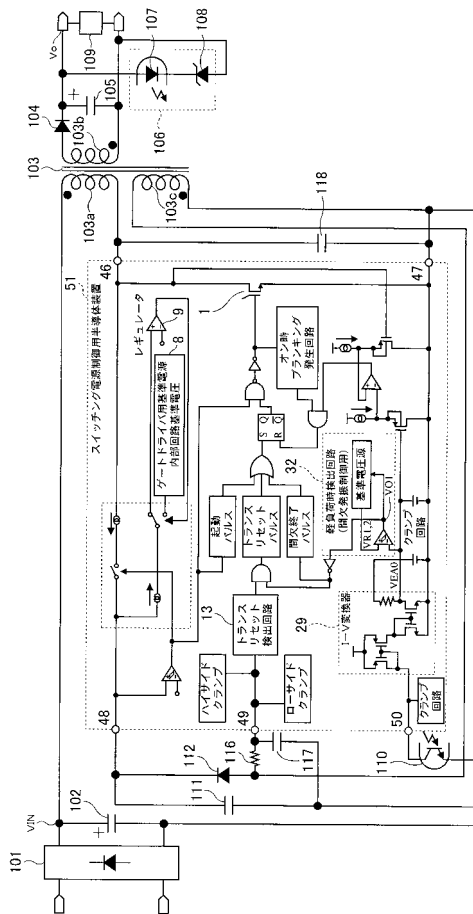 101
VIN
102
+
103
103a
103b
103c
104
105
+
106
107
108
109
Vo
51
スイッチング電源制御用半導体装置
46
47
48
49
50
レギュレータ
9
8
ゲートドライバ用基準電源
内部回路基準電圧
118
1
起動
パルス
トランス
リセット
パルス
間欠終了
パルス
S Q
R Q
オン時
ブランキング
発生回路
13
トランス
リセット
検出回路
ハイサイド
クランプ
ローサイド
クランプ
32
軽負荷時検出回路
(間欠発振制御用)
基準電圧源
VR1,2
VO1
29
I－V変換器
VEAO
クランプ
回路
クランプ
回路
110
111
112
116
117